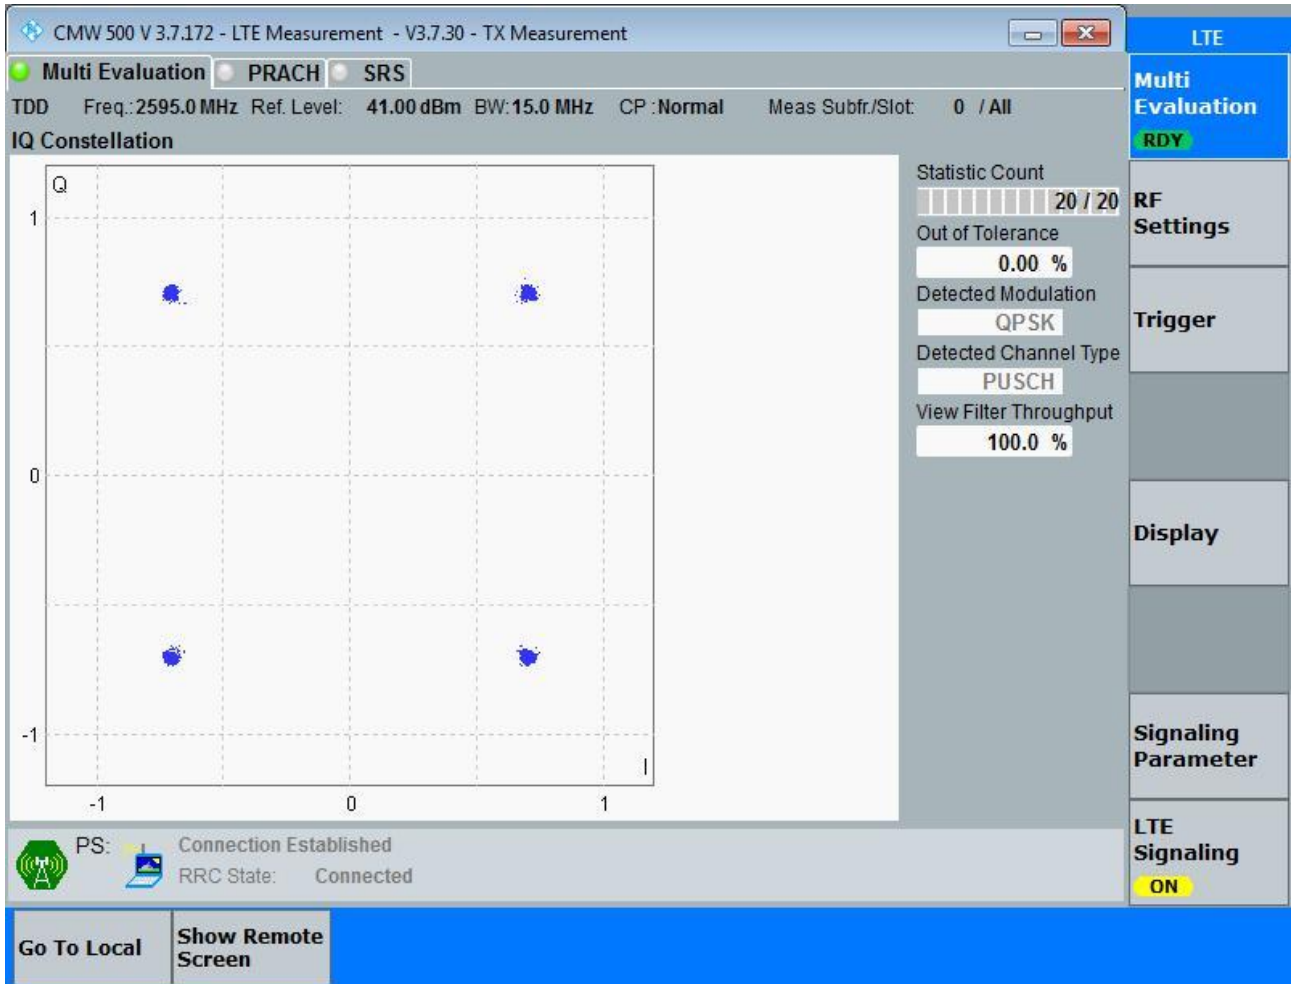 CMW 500 V 3.7.172 - LTE Measurement - V3.7.30 - TX Measurement
LTE
Multi Evaluation PRACH SRS
TDD Freq.: 2595.0 MHz Ref. Level: 41.00 dBm BW: 15.0 MHz CP : Normal Meas Subfr./Slot: 0 / All
IQ Constellation
Q
1
0
-1
I
-1 0 1
Statistic Count
20 / 20
Out of Tolerance
0.00 %
Detected Modulation
QPSK
Detected Channel Type
PUSCH
View Filter Throughput
100.0 %
Multi
Evaluation
RDY
RF
Settings
Trigger
Display
Signaling
Parameter
LTE
Signaling
ON
PS: Connection Established
RRC State: Connected
Go To Local
Show Remote
Screen